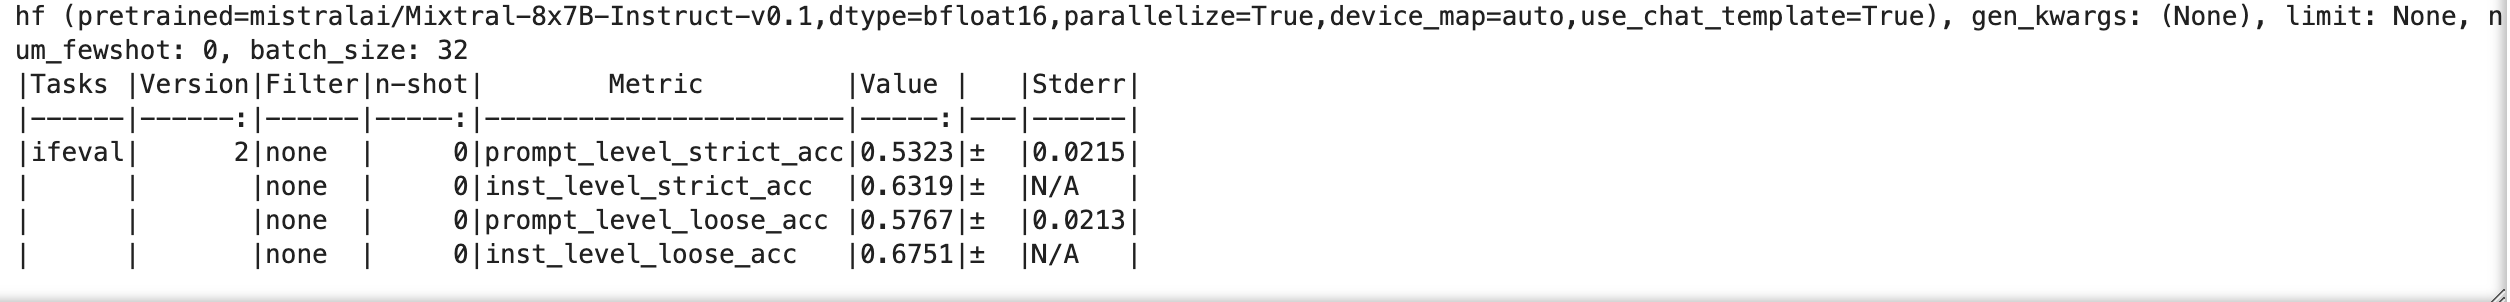 hf (pretrained=mistralai/Mixtral-8x7B-Instruct-v0.1,dtype=bfloat16,parallelize=True,device_map=auto,use_chat_template=True), gen_kwargs: (None), limit: None, n
um_fewshot: 0, batch_size: 32
|Tasks |Version|Filter|n-shot|        Metric         |Value |   |Stderr|
|------|------:|------|-----:|-----------------------|-----:|---|------|
|ifeval|      2|none  |     0|prompt_level_strict_acc|0.5323|±  |0.0215|
|      |       |none  |     0|inst_level_strict_acc  |0.6319|±  |N/A   |
|      |       |none  |     0|prompt_level_loose_acc |0.5767|±  |0.0213|
|      |       |none  |     0|inst_level_loose_acc   |0.6751|±  |N/A   |